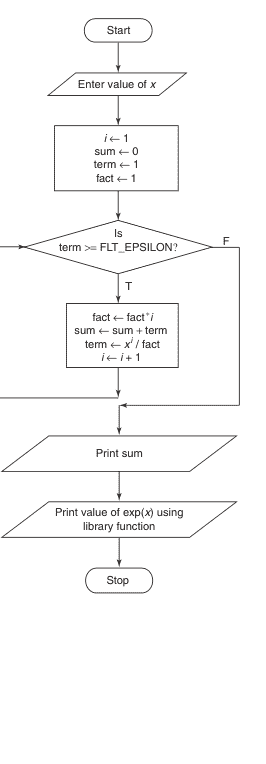 Start
Enter value of x
i ← 1
sum ← 0
term ← 1
fact ← 1
Is
term >= FLT_EPSILON?
F
T
fact ← fact*i
sum ← sum + term
term ← xⁱ / fact
i ← i + 1
Print sum
Print value of exp(x) using
library function
Stop